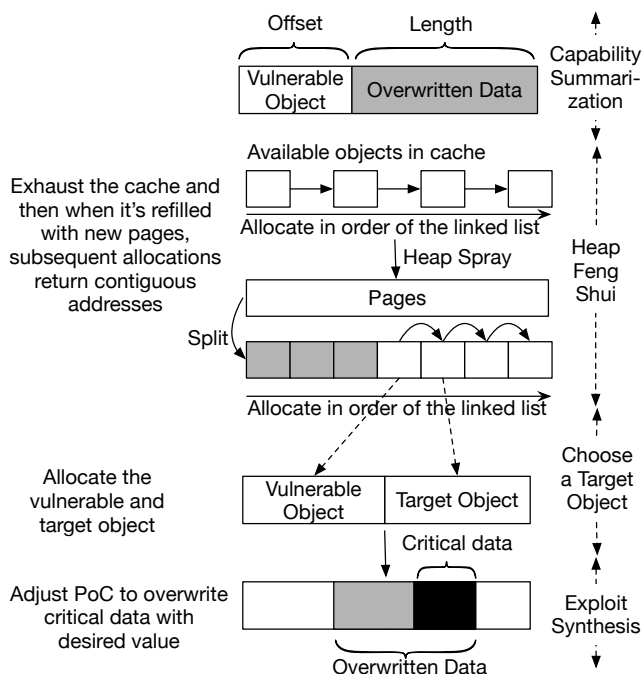 Offset
Length
Vulnerable
Object
Overwritten Data
Capability
Summari-
zation
Available objects in cache
Exhaust the cache and
then when it's refilled
with new pages,
subsequent allocations
return contiguous
addresses
Allocate in order of the linked list
Heap Spray
Pages
Split
Allocate in order of the linked list
Heap
Feng
Shui
Allocate the
vulnerable and
target object
Vulnerable
Object
Target Object
Choose
a Target
Object
Critical data
Adjust PoC to overwrite
critical data with
desired value
Overwritten Data
Exploit
Synthesis